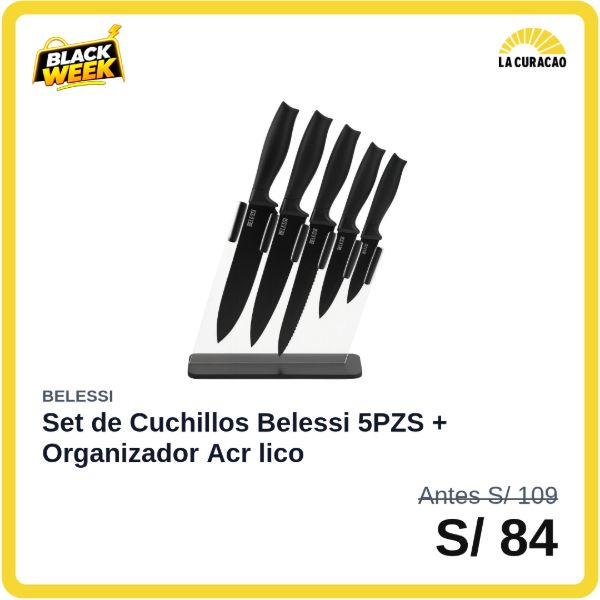 BLACK
WEEK
LA CURACAO
BELESSI
Set de Cuchillos Belessi 5PZS +
Organizador Acr lico
Antes S/ 109
S/ 84